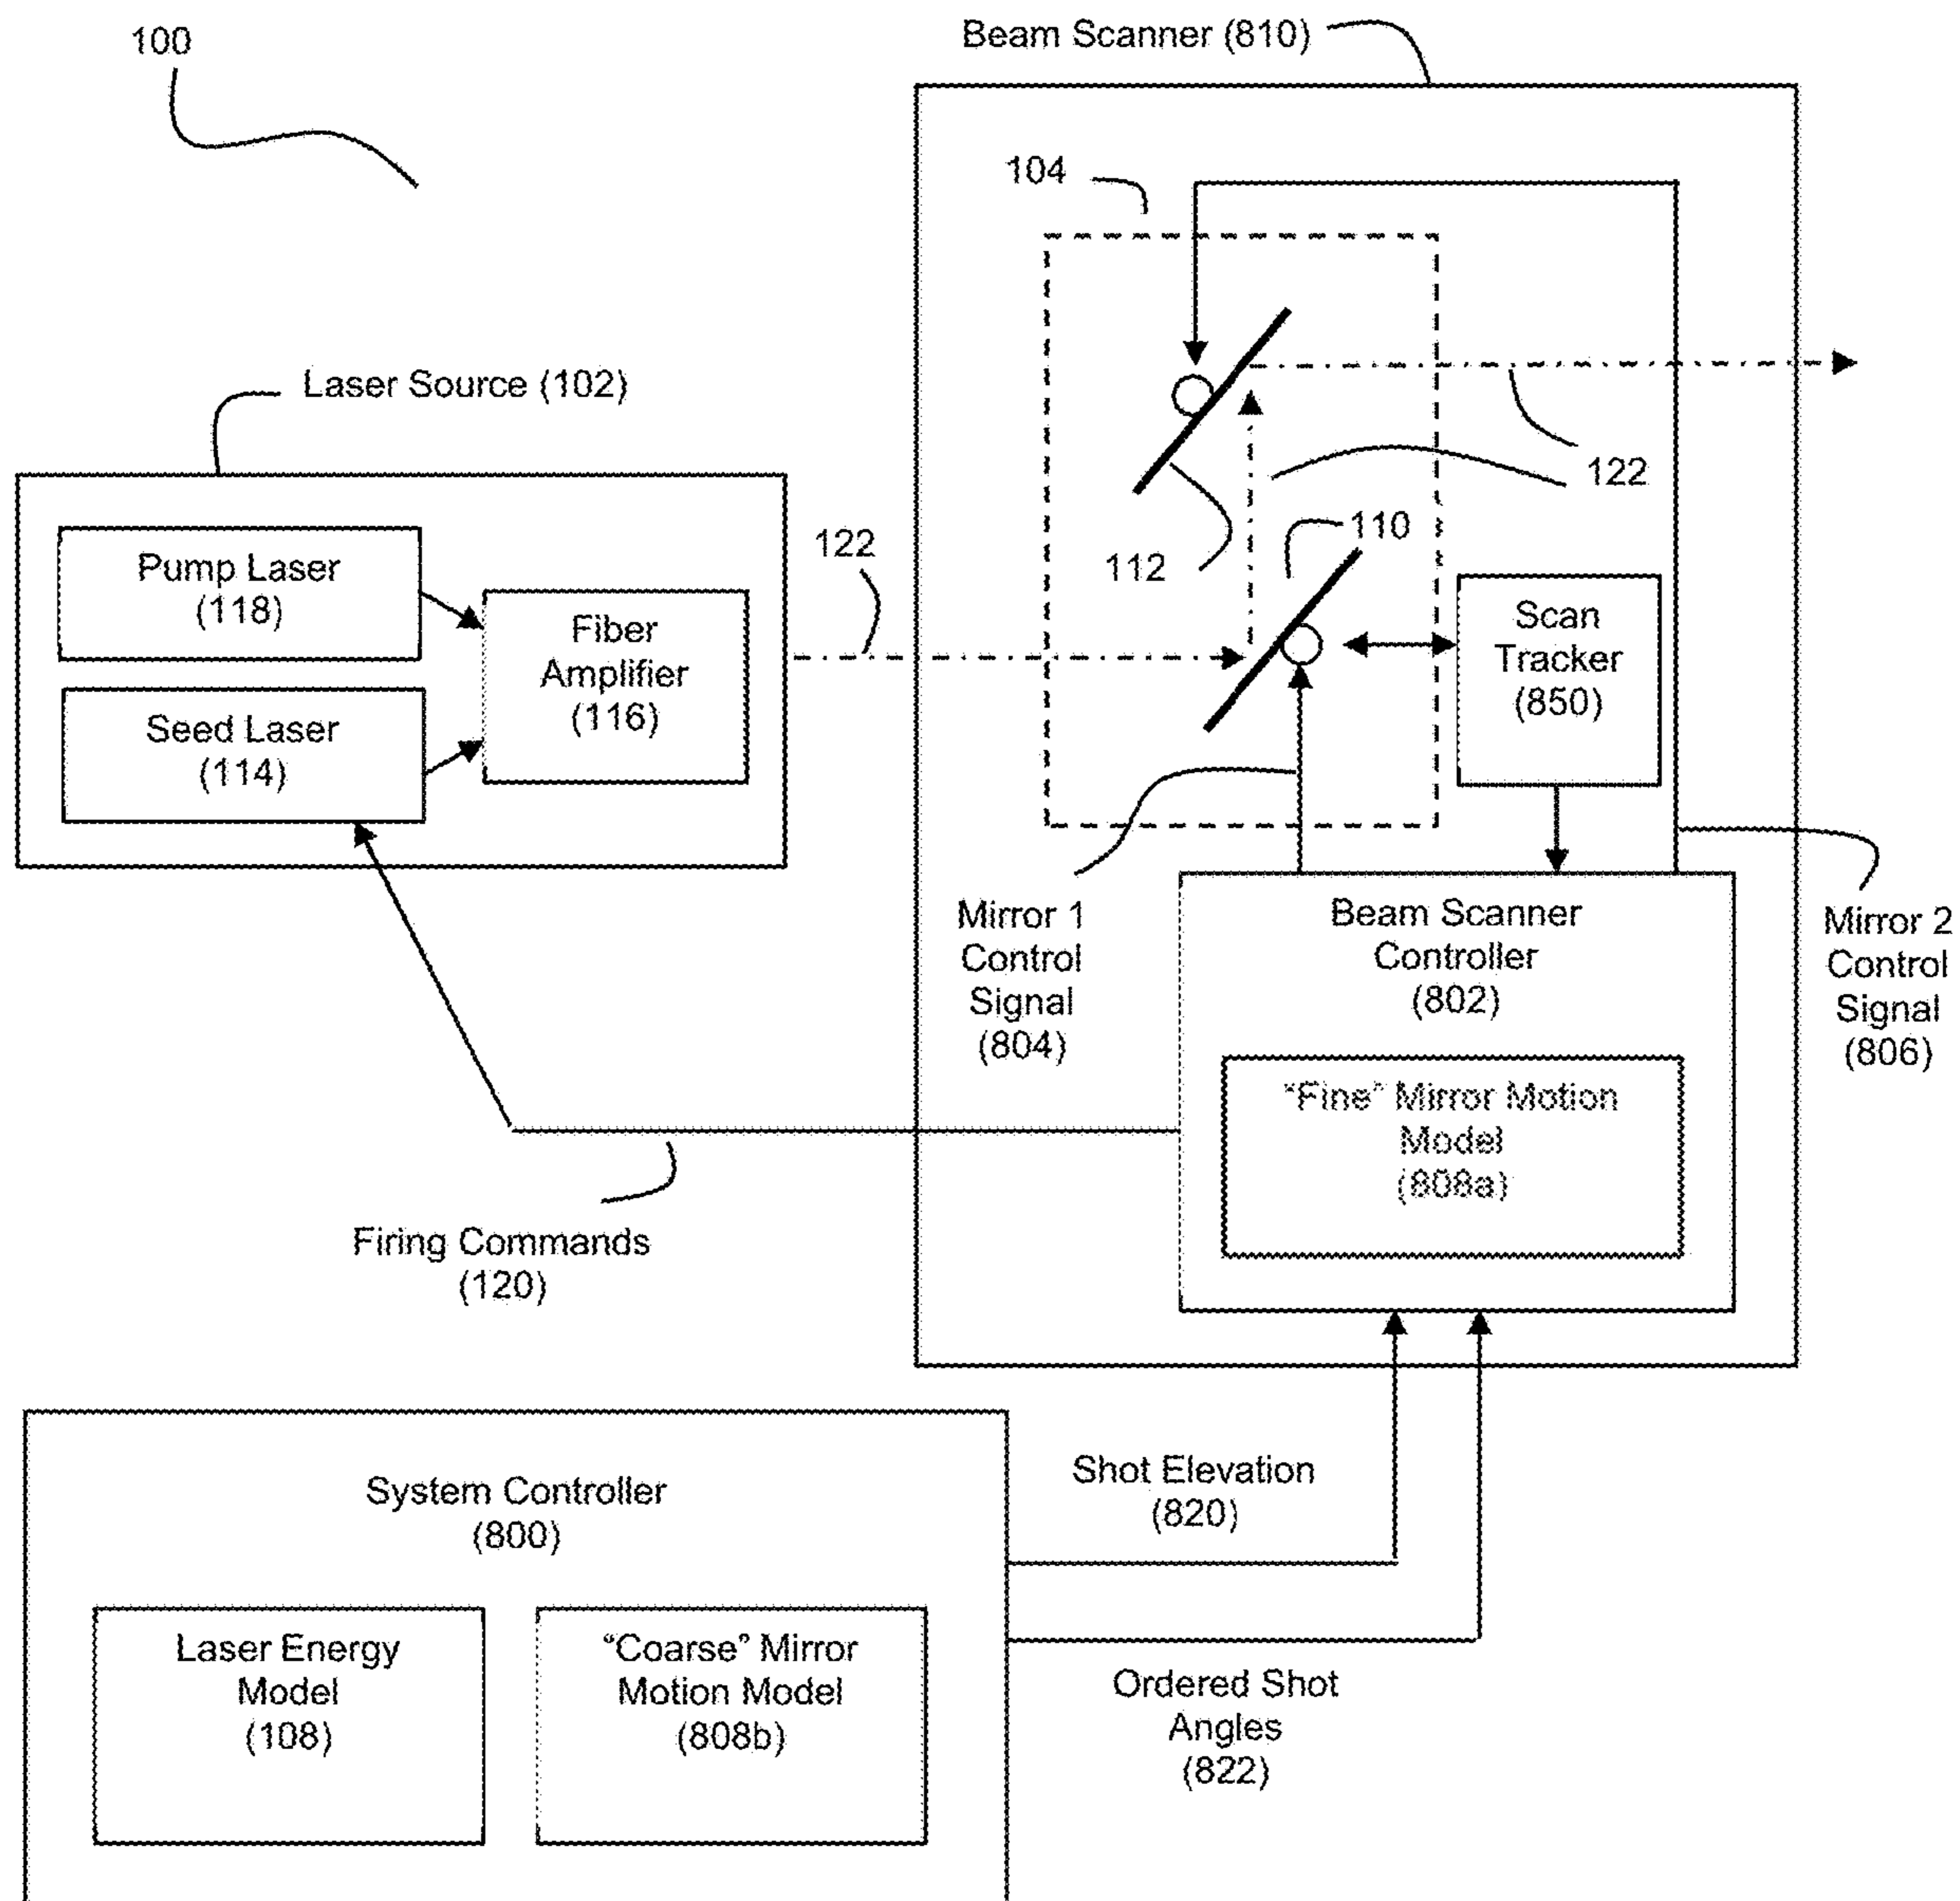 100
Beam Scanner (810)
104
Laser Source (102)
122
110
112
122
Pump Laser
(118)
Fiber
Amplifier
(116)
Seed Laser
(114)
Scan
Tracker
(850)
Mirror 1
Control
Signal
(804)
Beam Scanner
Controller
(802)
Mirror 2
Control
Signal
(806)
"Fine" Mirror Motion
Model
(808a)
Firing Commands
(120)
System Controller
(800)
Shot Elevation
(820)
Laser Energy
Model
(108)
"Coarse" Mirror
Motion Model
(808b)
Ordered Shot
Angles
(822)